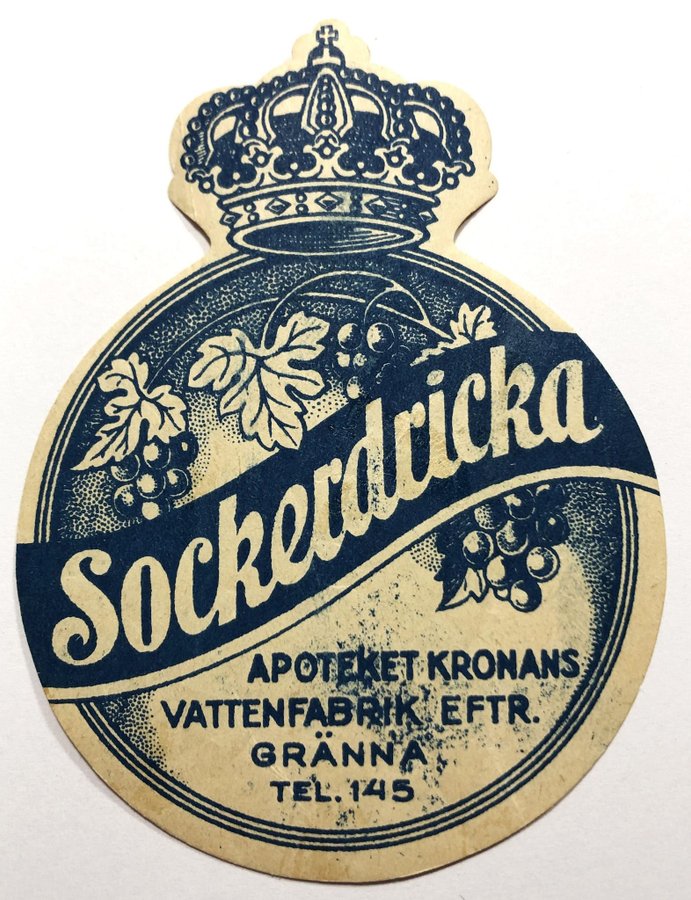 Sockerdricka
APOTEKET KRONANS
VATTENFABRIK EFTR.
GRÄNNA
TEL. 145